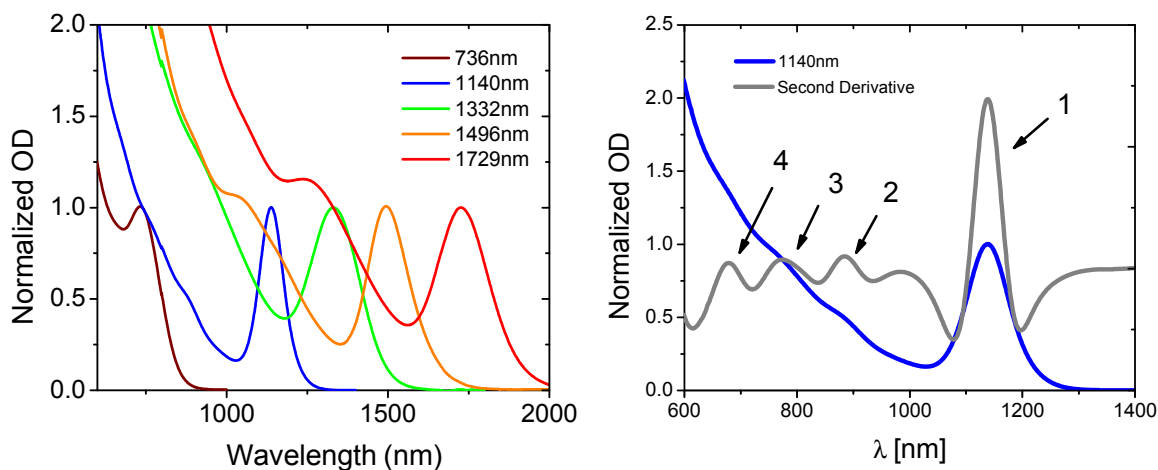 2.0
1.5
1.0
0.5
0.0
Normalized OD
736nm
1140nm
1332nm
1496nm
1729nm
1000
1500
2000
Wavelength (nm)
2.5
2.0
1.5
1.0
0.5
0.0
Normalized OD
1140nm
Second Derivative
1
2
3
4
600
800
1000
1200
1400
λ [nm]